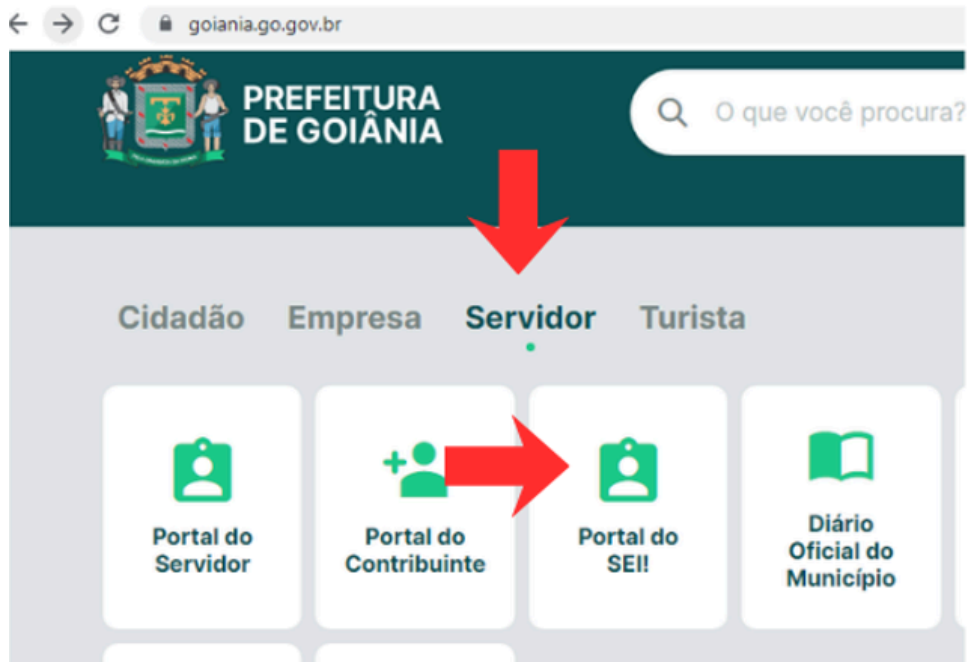 goiania.go.gov.br
PREFEITURA
DE GOIÂNIA
O que você procura?
Cidadão Empresa Servidor Turista
Portal do
Servidor
Portal do
Contribuinte
Portal do
SEI!
Diário
Oficial do
Município